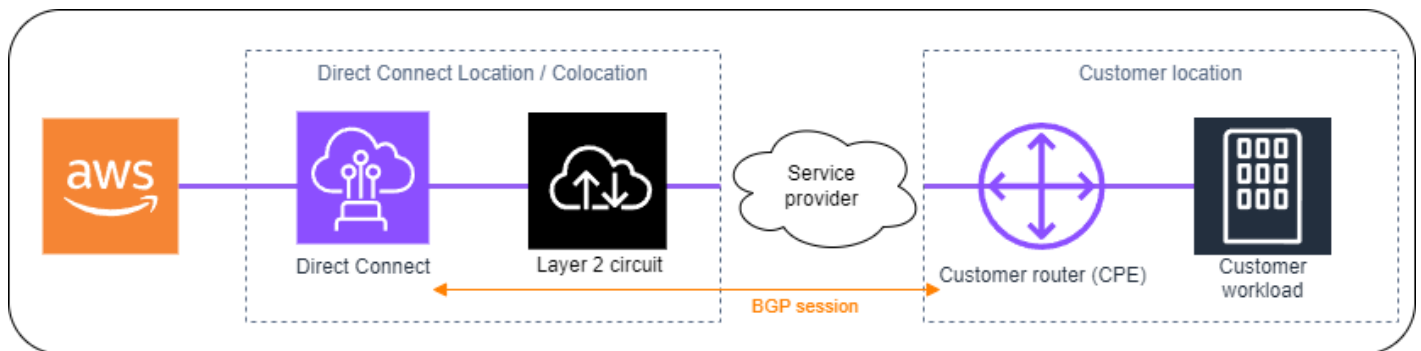 Direct Connect Location / Colocation
Customer location
aws
Service
provider
Direct Connect
Layer 2 circuit
Customer router (CPE)
Customer
workload
BGP session